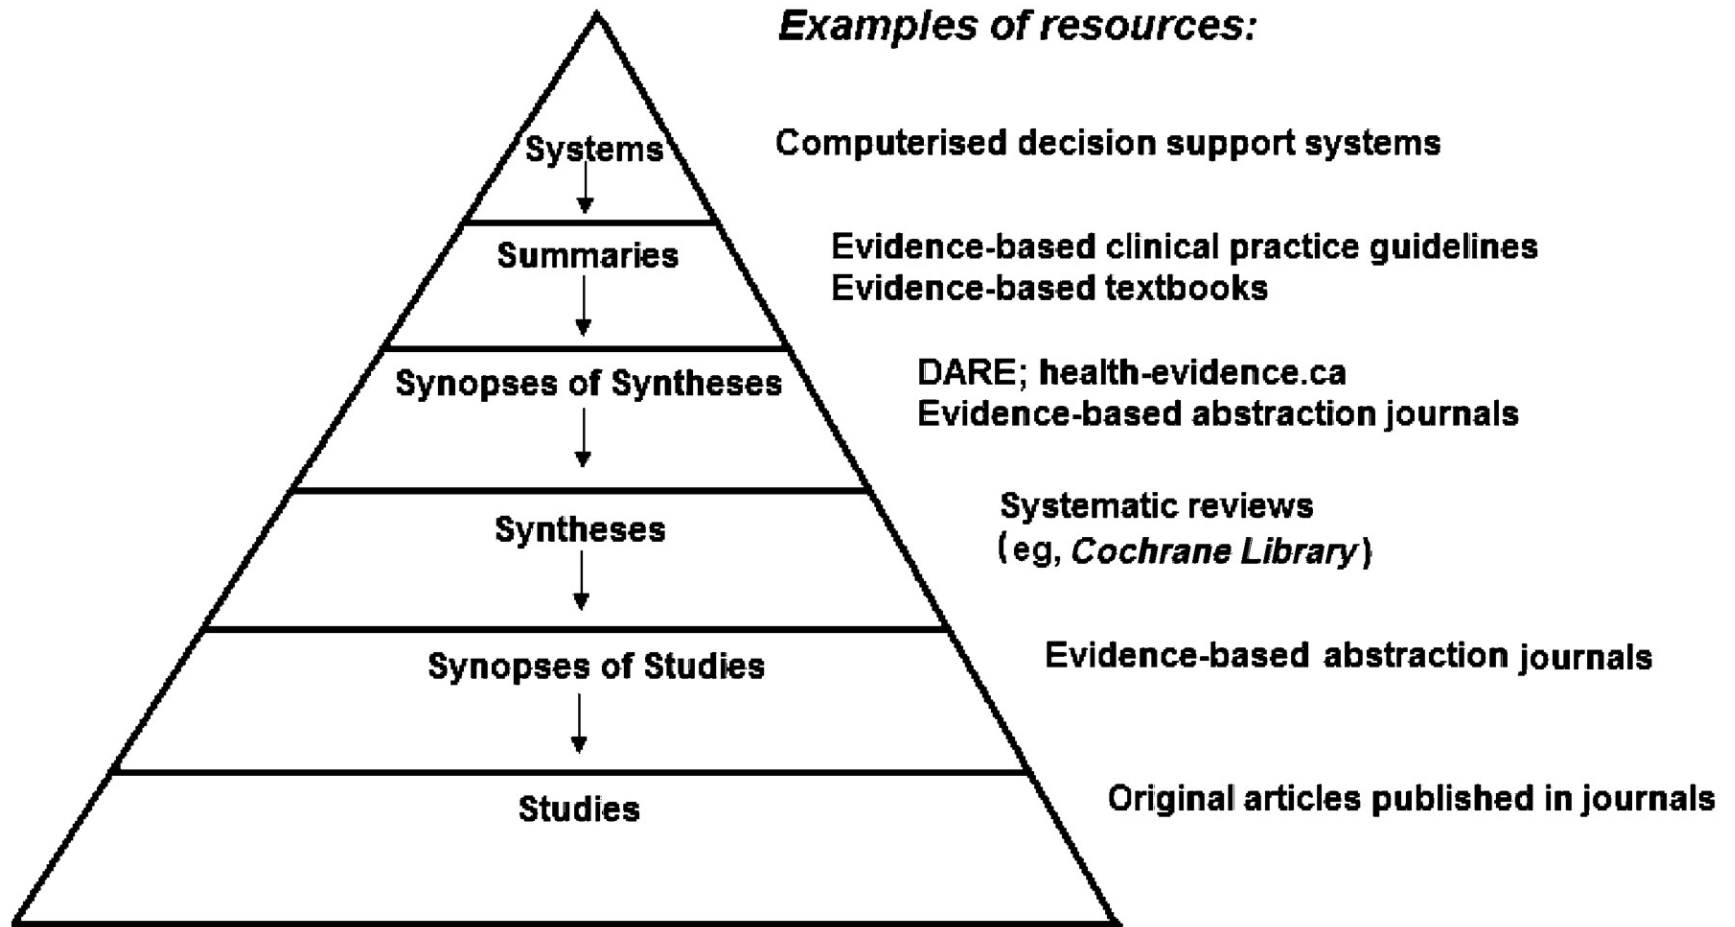 Examples of resources:
Systems
Computerised decision support systems
Summaries
Evidence-based clinical practice guidelines
Evidence-based textbooks
Synopses of Syntheses
DARE; health-evidence.ca
Evidence-based abstraction journals
Syntheses
Systematic reviews
(eg, Cochrane Library)
Synopses of Studies
Evidence-based abstraction journals
Studies
Original articles published in journals